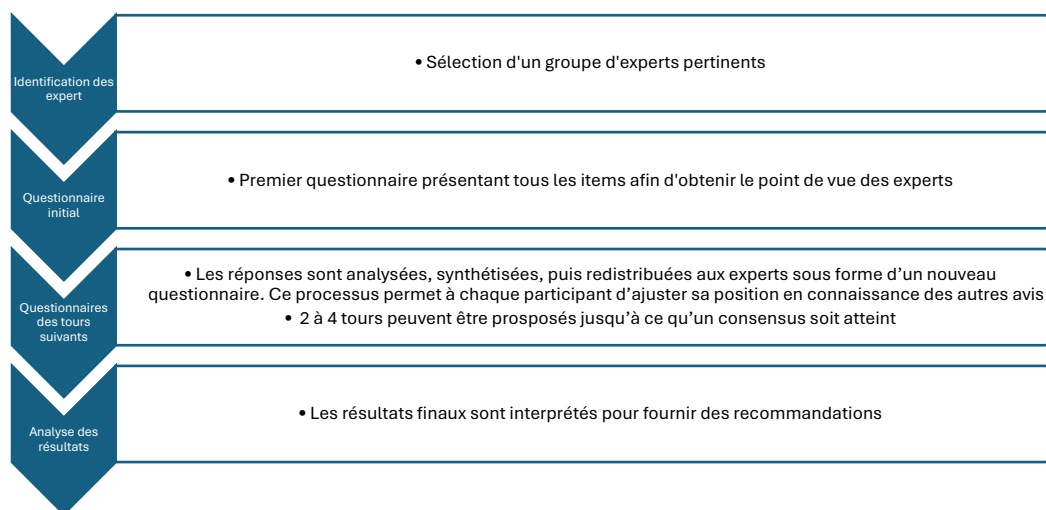 Identification des
expert
• Sélection d'un groupe d'experts pertinents
Questionnaire
initial
• Premier questionnaire présentant tous les items afin d'obtenir le point de vue des experts
Questionnaires
des tours
suivants
• Les réponses sont analysées, synthétisées, puis redistribuées aux experts sous forme d’un nouveau
questionnaire. Ce processus permet à chaque participant d’ajuster sa position en connaissance des autres avis
• 2 à 4 tours peuvent être prosposés jusqu’à ce qu’un consensus soit atteint
Analyse des
résultats
• Les résultats finaux sont interprétés pour fournir des recommandations